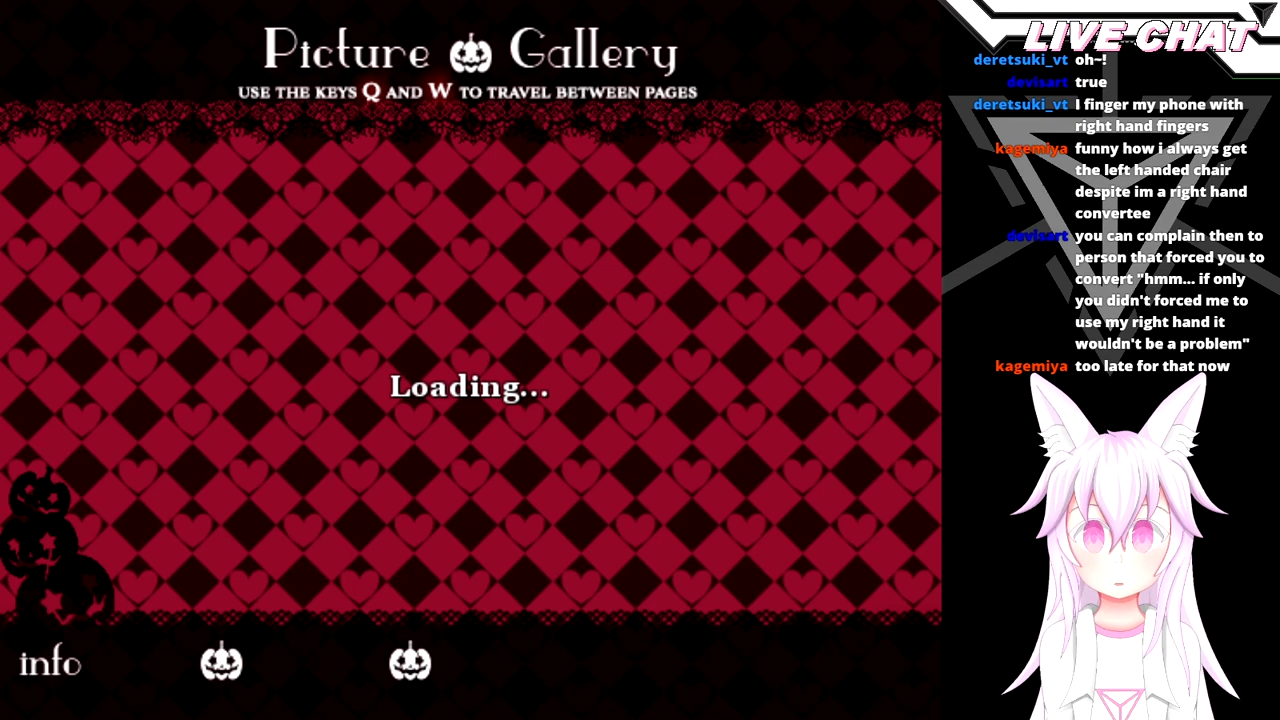 Picture Gallery
USE THE KEYS Q AND W TO TRAVEL BETWEEN PAGES
Loading...
info
LIVE CHAT
deretsuki_vt oh~!
devisart true
deretsuki_vt I finger my phone with
right hand fingers
kagemiya funny how i always get
the left handed chair
despite im a right hand
convertee
devisart you can complain then to
person that forced you to
convert "hmm... if only
you didn't forced me to
use my right hand it
wouldn't be a problem"
kagemiya too late for that now